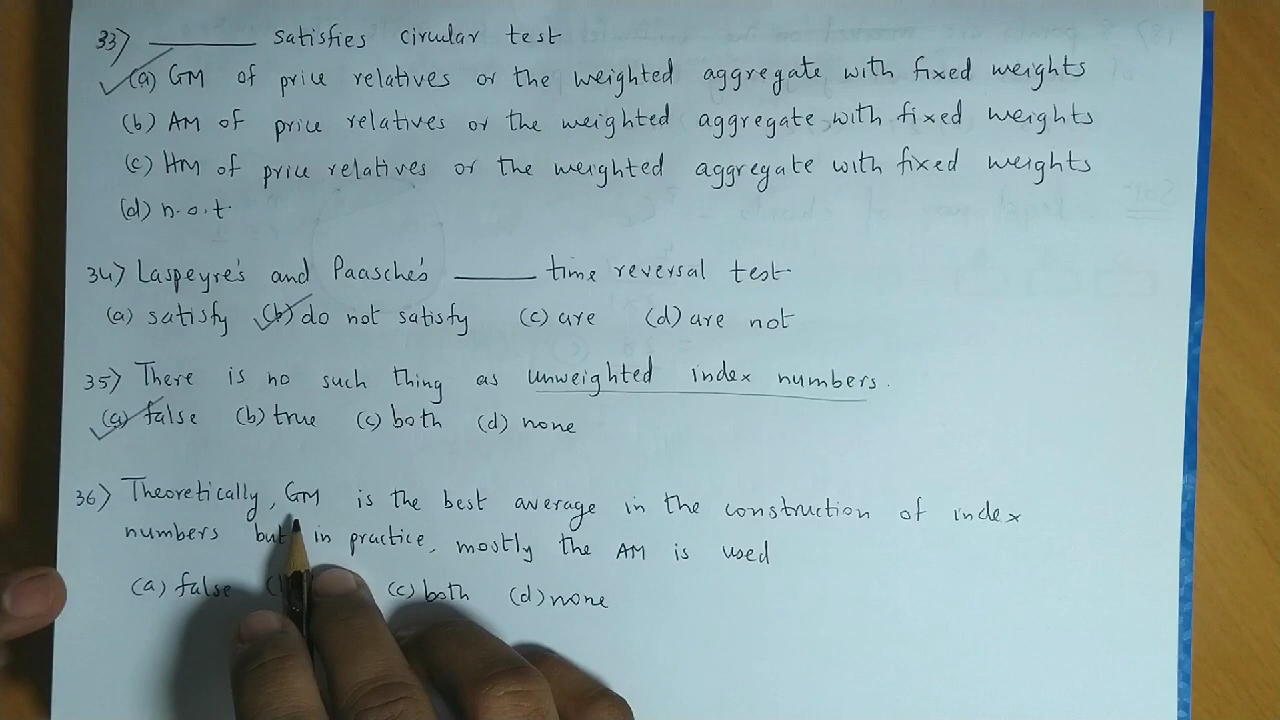 33) ______ satisfies circular test
(a) GM of price relatives or the weighted aggregate with fixed weights
(b) AM of price relatives or the weighted aggregate with fixed weights
(c) HM of price relatives or the weighted aggregate with fixed weights
(d) n.o.t.
34) Laspeyre's and Paasche's ______ time reversal test.
(a) satisfy (b) do not satisfy (c) are (d) are not
35) There is no such thing as unweighted index numbers.
(a) false (b) true (c) both (d) none
36) Theoretically, GM is the best average in the construction of index
numbers but in practice, mostly the AM is used
(a) false (c) both (d) none